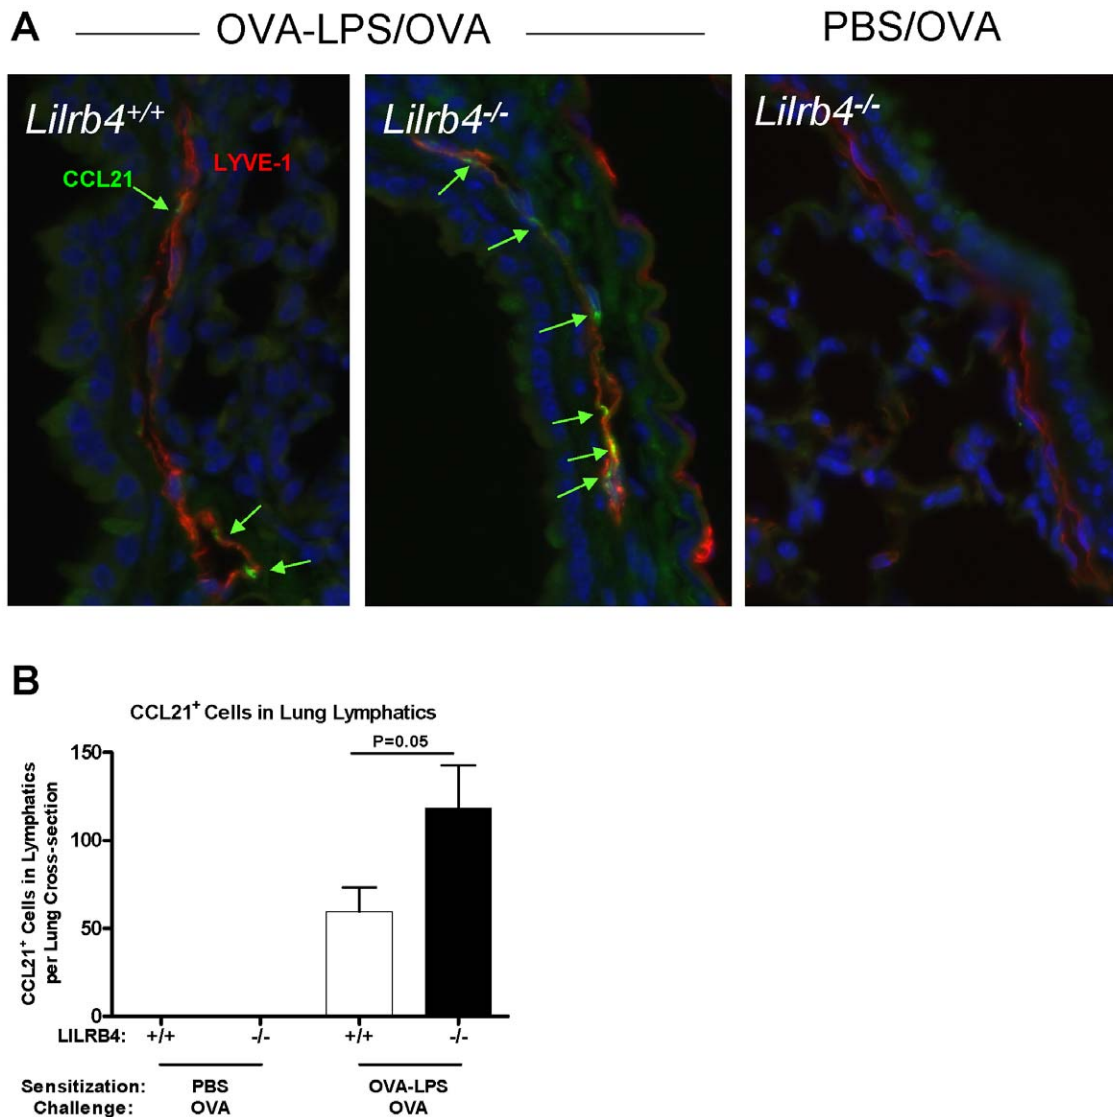 A
OVA-LPS/OVA
PBS/OVA
Lilrb4+/+
Lilrb4-/-
Lilrb4-/-
LYVE-1
CCL21
B
CCL21+ Cells in Lung Lymphatics
P=0.05
150
100
50
0
CCL21+ Cells in Lymphatics
per Lung Cross-section
LILRB4: +/+ -/- +/+ -/-
Sensitization: PBS OVA-LPS
Challenge: OVA OVA